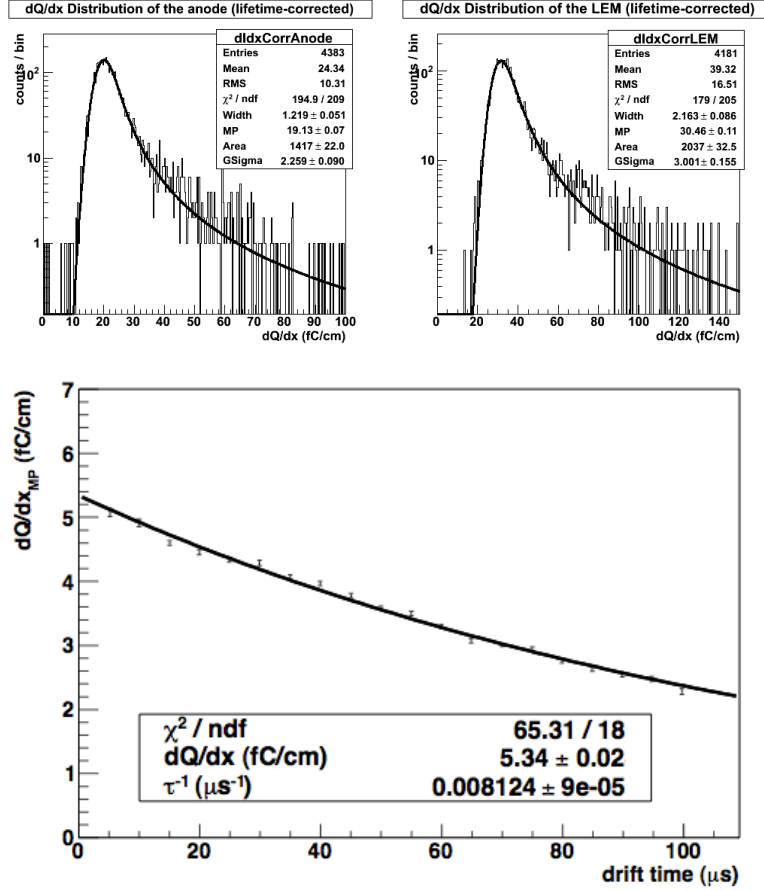 dQ/dx Distribution of the anode (lifetime-corrected)
counts / bin
10²
10
1
dIdxCorrAnode
Entries 4383
Mean 24.34
RMS 10.31
χ² / ndf 194.9 / 209
Width 1.219 ± 0.051
MP 19.13 ± 0.07
Area 1417 ± 22.0
GSigma 2.259 ± 0.090
0 10 20 30 40 50 60 70 80 90 100
dQ/dx (fC/cm)
dQ/dx Distribution of the LEM (lifetime-corrected)
counts / bin
10²
10
1
dIdxCorrLEM
Entries 4181
Mean 39.32
RMS 16.51
χ² / ndf 179 / 205
Width 2.163 ± 0.086
MP 30.46 ± 0.11
Area 2037 ± 32.5
GSigma 3.001 ± 0.155
0 20 40 60 80 100 120 140
dQ/dx (fC/cm)
dQ/dx_MP (fC/cm)
7
6
5
4
3
2
1
0
χ² / ndf 65.31 / 18
dQ/dx (fC/cm) 5.34 ± 0.02
τ⁻¹ (μs⁻¹) 0.008124 ± 9e-05
0 20 40 60 80 100
drift time (μs)